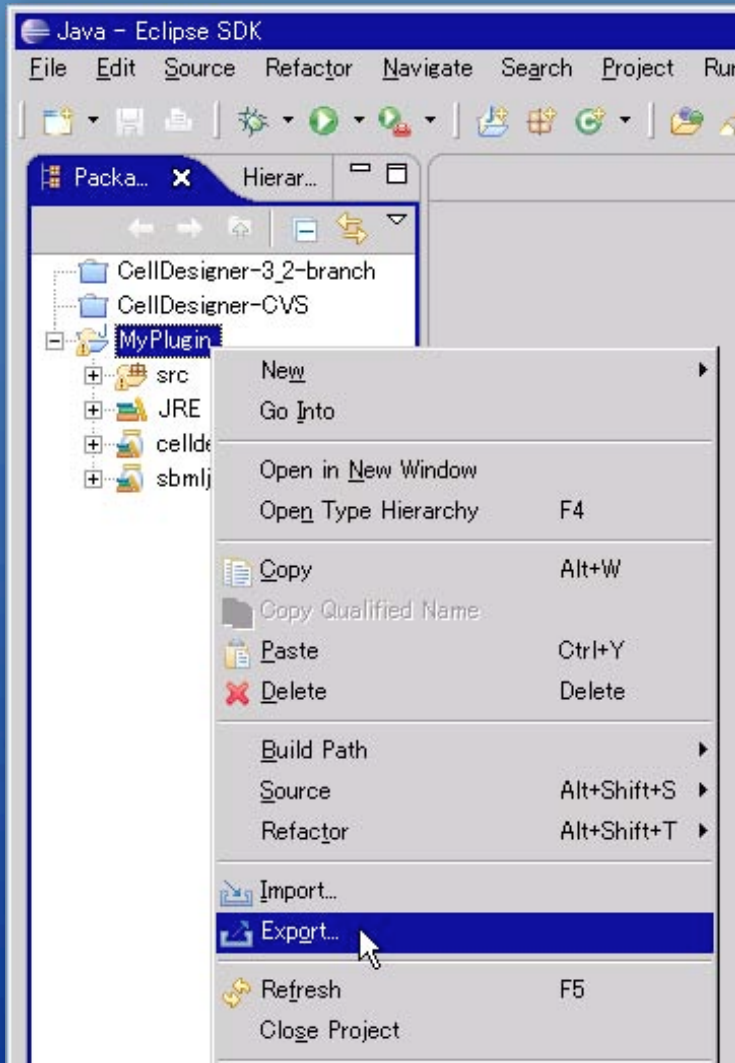 Java - Eclipse SDK
File Edit Source Refactor Navigate Search Project Run
Packa... Hierar...
CellDesigner-3_2-branch
CellDesigner-CVS
MyPlugin
src
JRE
cellde
sbmlj
New
Go Into
Open in New Window
Open Type Hierarchy F4
Copy Alt+W
Copy Qualified Name
Paste Ctrl+Y
Delete Delete
Build Path
Source Alt+Shift+S
Refactor Alt+Shift+T
Import...
Export...
Refresh F5
Close Project